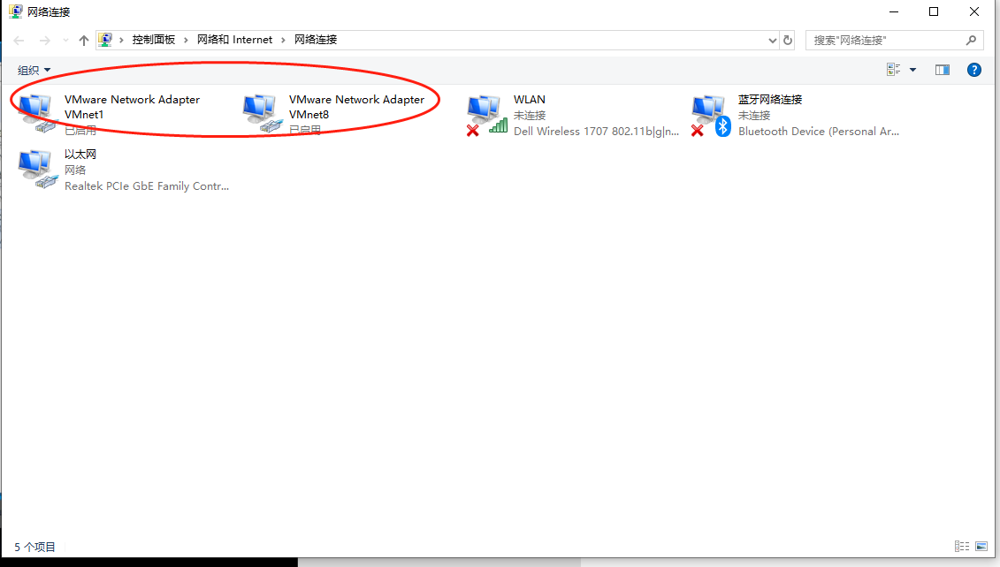 网络连接
控制面板 › 网络和 Internet › 网络连接
搜索"网络连接"
组织
VMware Network Adapter
VMnet1
已启用
VMware Network Adapter
VMnet8
已启用
WLAN
未连接
Dell Wireless 1707 802.11b|g|n...
蓝牙网络连接
未连接
Bluetooth Device (Personal Ar...
以太网
网络
Realtek PCIe GbE Family Contr...
5 个项目